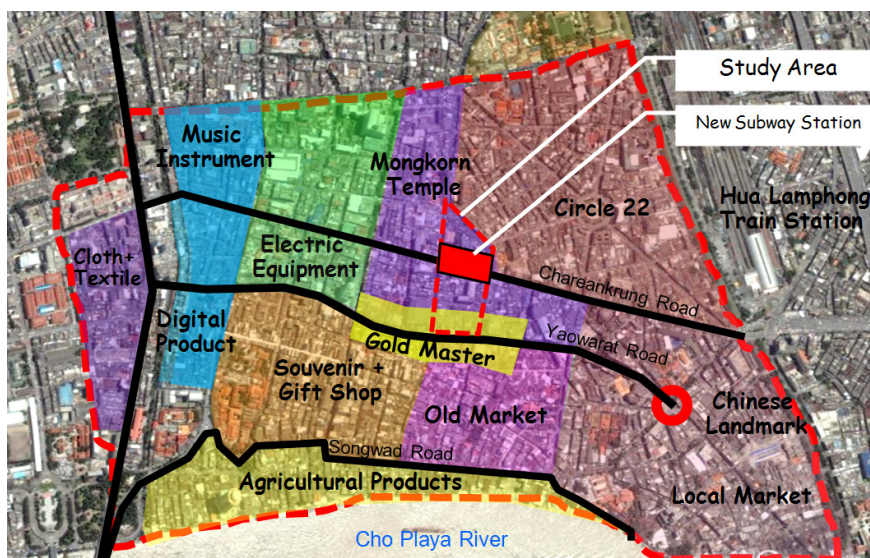 Study Area
New Subway Station
Music
Instrument
Mongkorn
Temple
Circle 22
Hua Lamphong
Train Station
Cloth+
Textile
Electric
Equipment
Chareankrung Road
Digital
Product
Gold Master
Yaowarat Road
Souvenir +
Gift Shop
Old Market
Chinese
Landmark
Songwad Road
Agricultural Products
Local Market
Cho Playa River